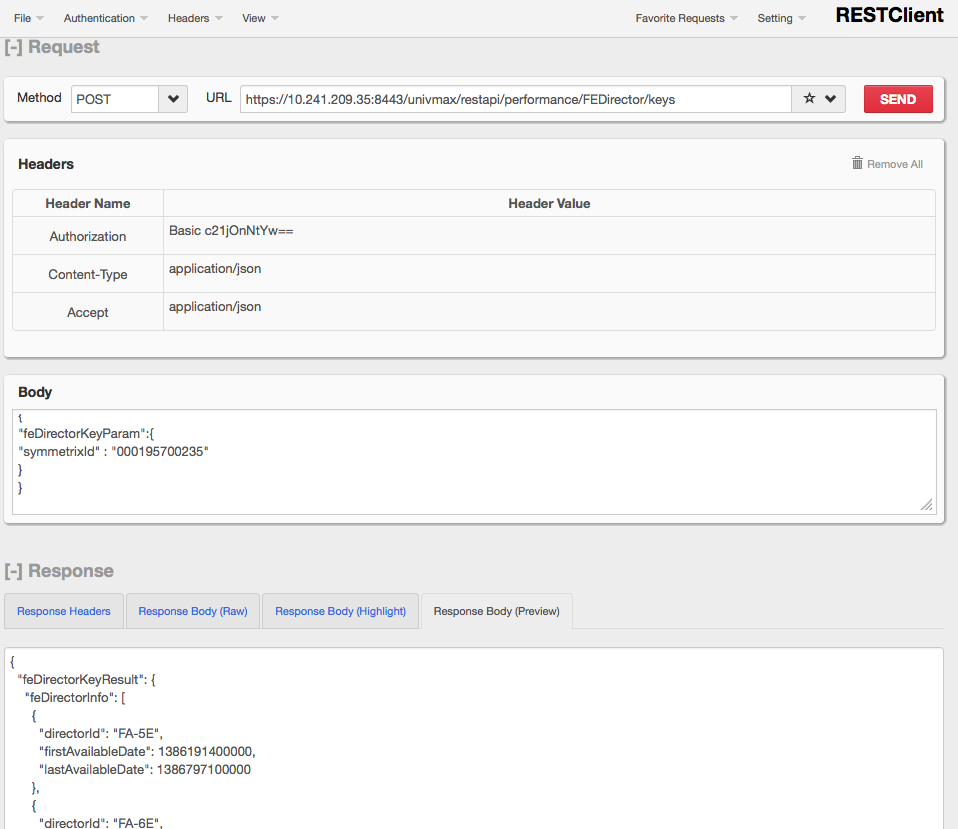 File Authentication Headers View Favorite Requests Setting RESTClient
[-] Request
Method POST URL https://10.241.209.35:8443/univmax/restapi/performance/FEDirector/keys SEND
Headers Remove All
Header Name Header Value
Authorization Basic c21jOnNtYw==
Content-Type application/json
Accept application/json
Body
{
"feDirectorKeyParam":{
"symmetrixId" : "000195700235"
}
}
[-] Response
Response Headers Response Body (Raw) Response Body (Highlight) Response Body (Preview)
{
"feDirectorKeyResult": {
"feDirectorInfo": [
{
"directorId": "FA-5E",
"firstAvailableDate": 1386191400000,
"lastAvailableDate": 1386797100000
},
{
"directorId": "FA-6E",